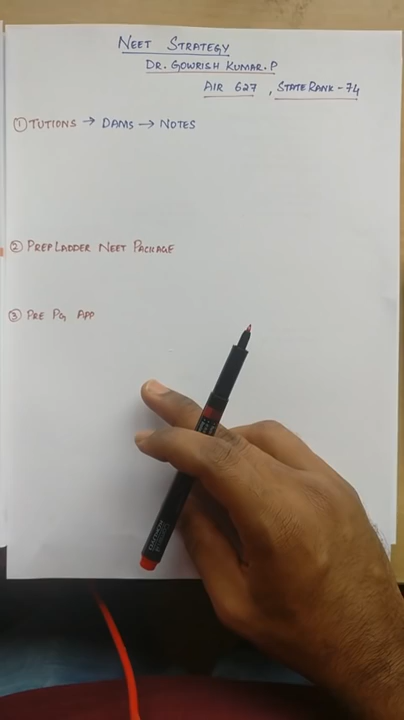 NEET STRATEGY
DR. GOWRISH KUMAR. P
AIR 627 , STATE RANK - 74
① TUTIONS → DAMS → NOTES
② PREPLADDER NEET PACKAGE
③ PRE PG APP